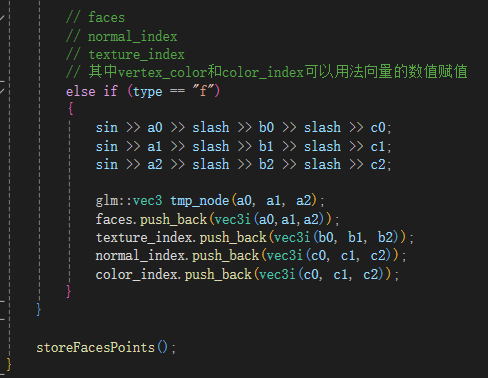 // faces
// normal_index
// texture_index
// 其中vertex_color和color_index可以用法向量的数值赋值
else if (type == "f")
{
sin >> a0 >> slash >> b0 >> slash >> c0;
sin >> a1 >> slash >> b1 >> slash >> c1;
sin >> a2 >> slash >> b2 >> slash >> c2;
glm::vec3 tmp_node(a0, a1, a2);
faces.push_back(vec3i(a0,a1,a2));
texture_index.push_back(vec3i(b0, b1, b2));
normal_index.push_back(vec3i(c0, c1, c2));
color_index.push_back(vec3i(c0, c1, c2));
}
}
storeFacesPoints();
}